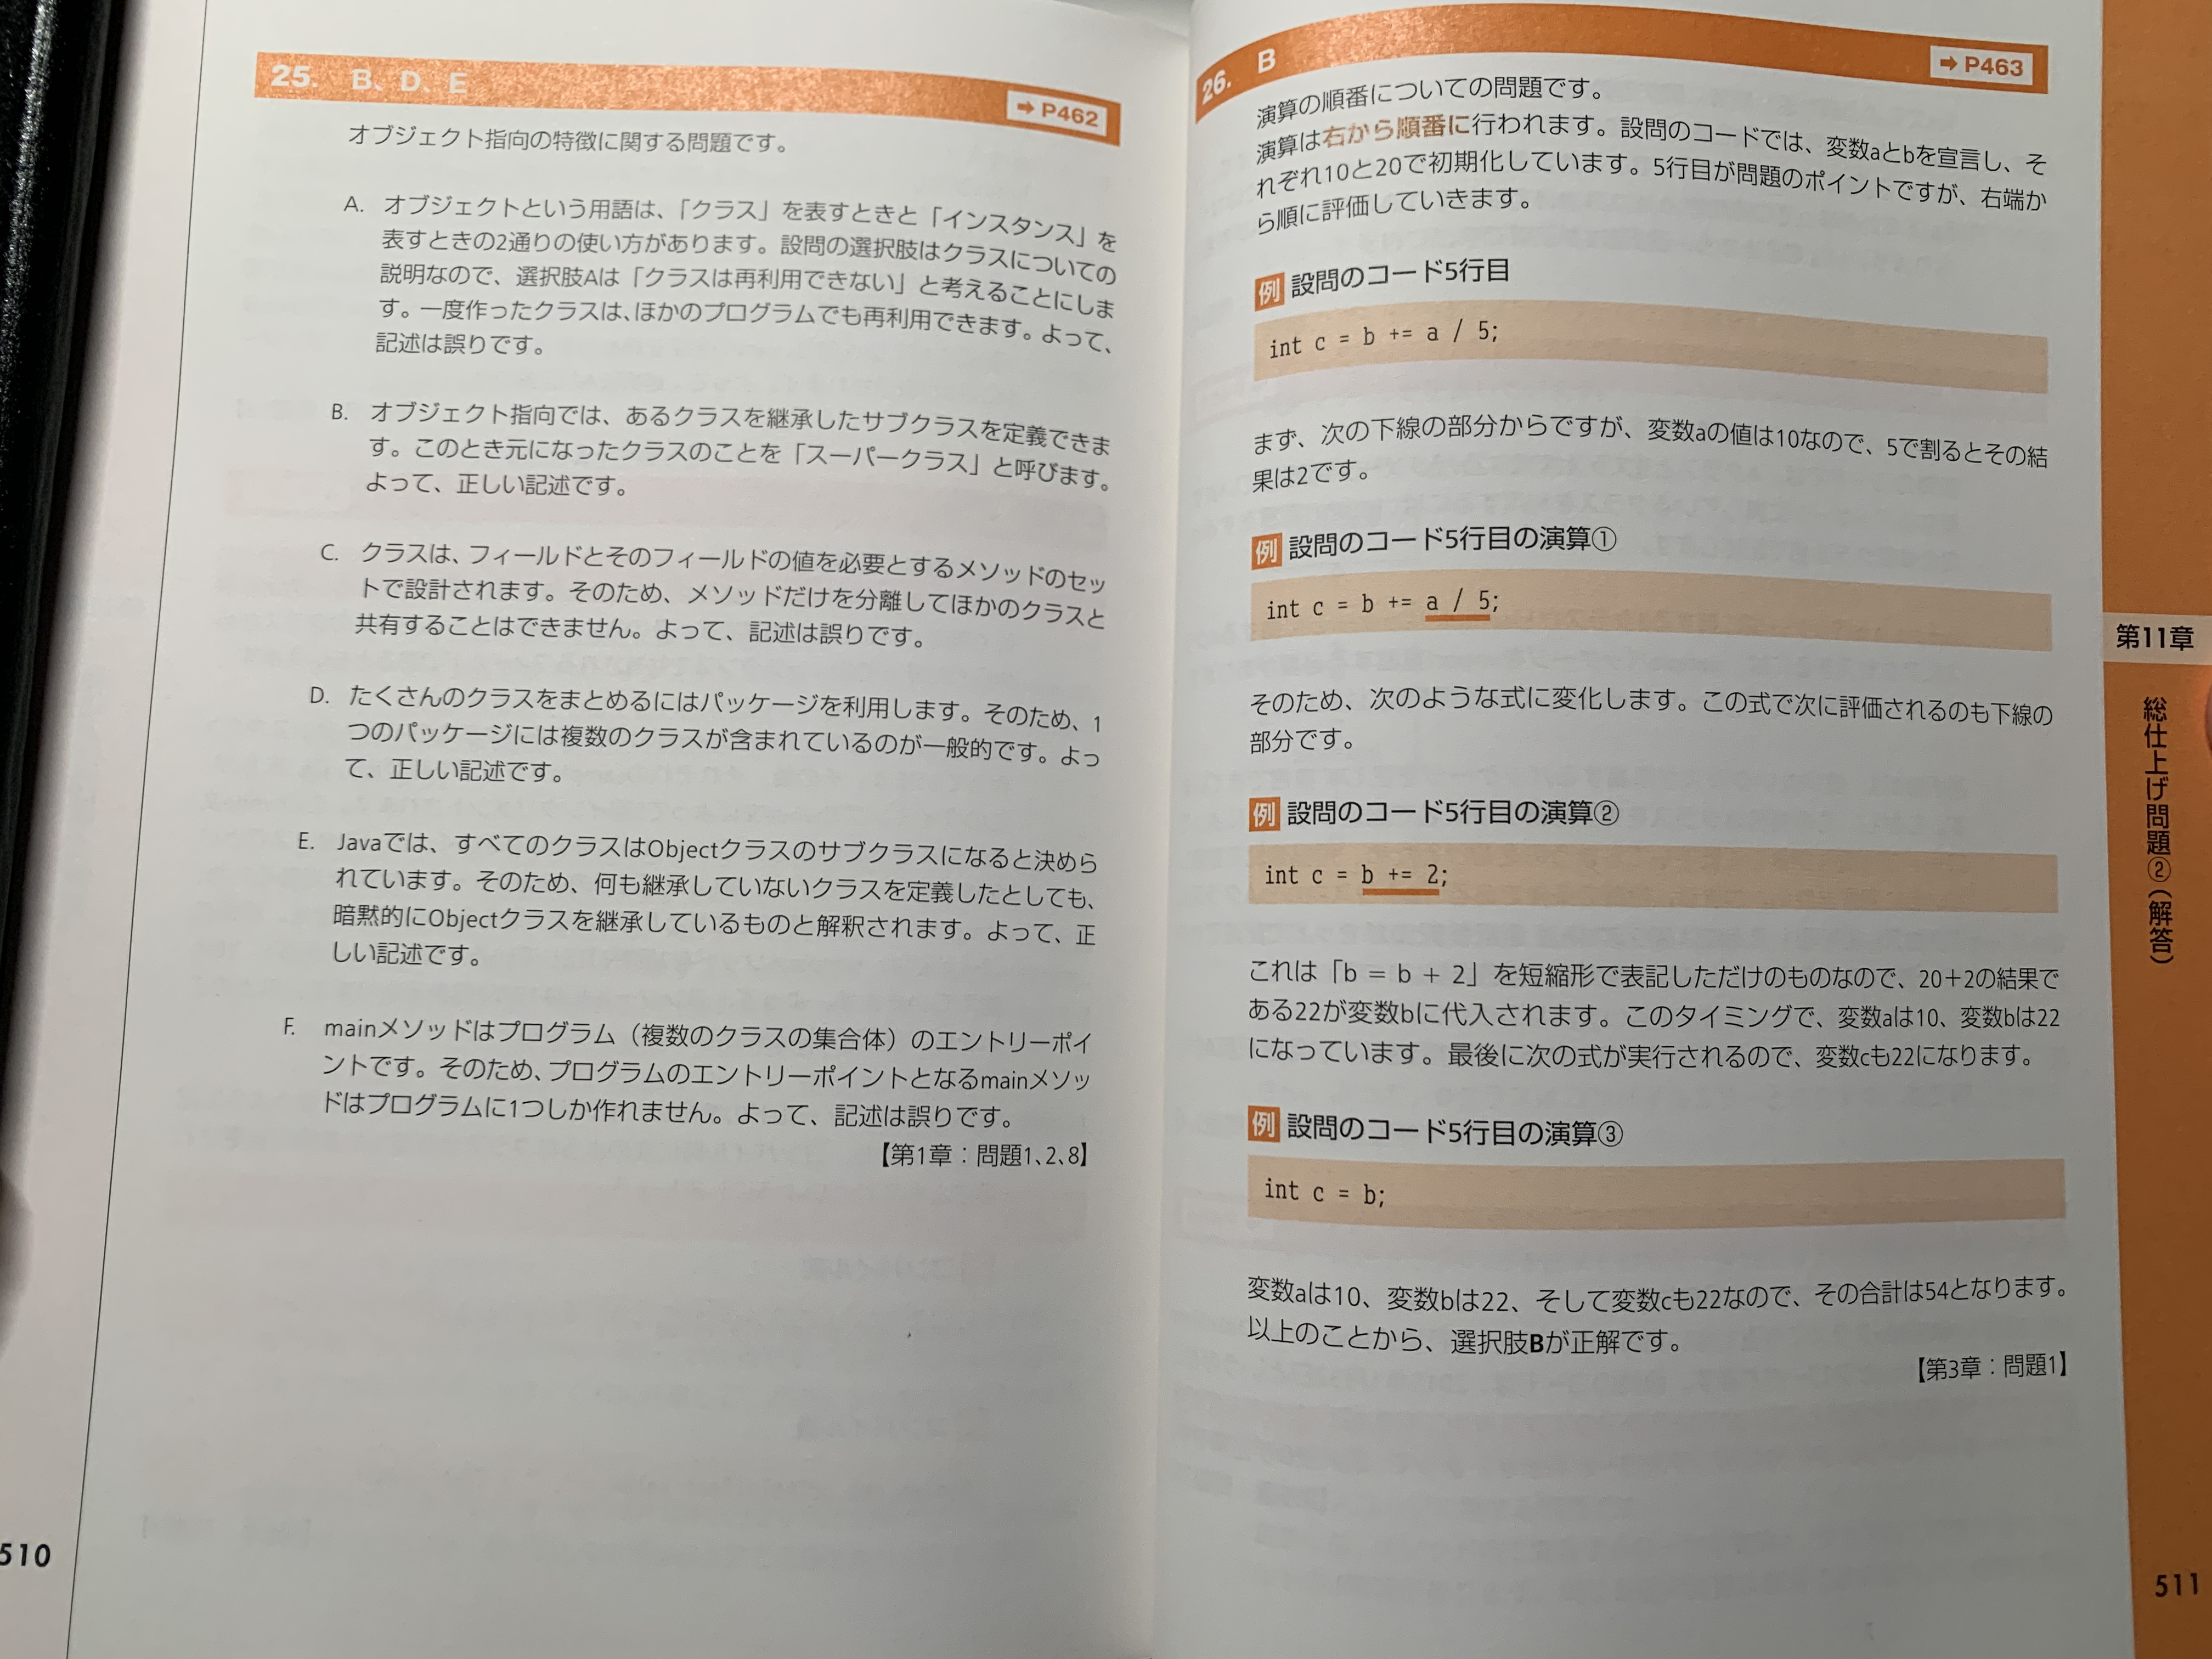 25. B、D、E
➡ P462
オブジェクト指向の特徴に関する問題です。
A. オブジェクトという用語は、「クラス」を表すときと「インスタンス」を
表すときの2通りの使い方があります。設問の選択肢はクラスについての
説明なので、選択肢Aは「クラスは再利用できない」と考えることにしま
す。一度作ったクラスは、ほかのプログラムでも再利用できます。よって、
記述は誤りです。
B. オブジェクト指向では、あるクラスを継承したサブクラスを定義できま
す。このとき元になったクラスのことを「スーパークラス」と呼びます。
よって、正しい記述です。
C. クラスは、フィールドとそのフィールドの値を必要とするメソッドのセッ
トで設計されます。そのため、メソッドだけを分離してほかのクラスと
共有することはできません。よって、記述は誤りです。
D. たくさんのクラスをまとめるにはパッケージを利用します。そのため、1
つのパッケージには複数のクラスが含まれているのが一般的です。よっ
て、正しい記述です。
E. Javaでは、すべてのクラスはObjectクラスのサブクラスになると決めら
れています。そのため、何も継承していないクラスを定義したとしても、
暗黙的にObjectクラスを継承しているものと解釈されます。よって、正
しい記述です。
F. mainメソッドはプログラム（複数のクラスの集合体）のエントリーポイ
ントです。そのため、プログラムのエントリーポイントとなるmainメソッ
ドはプログラムに1つしか作れません。よって、記述は誤りです。
【第1章：問題1、2、8】
510
26. B
➡ P463
演算の順番についての問題です。
演算は右から順番に行われます。設問のコードでは、変数aとbを宣言し、そ
れぞれ10と20で初期化しています。5行目が問題のポイントですが、右端か
ら順に評価していきます。
例 設問のコード5行目
int c = b += a / 5;
まず、次の下線の部分からですが、変数aの値は10なので、5で割るとその結
果は2です。
例 設問のコード5行目の演算①
int c = b += a / 5;
そのため、次のような式に変化します。この式で次に評価されるのも下線の
部分です。
例 設問のコード5行目の演算②
int c = b += 2;
これは「b = b + 2」を短縮形で表記しただけのものなので、20＋2の結果で
ある22が変数bに代入されます。このタイミングで、変数aは10、変数bは22
になっています。最後に次の式が実行されるので、変数cも22になります。
例 設問のコード5行目の演算③
int c = b;
変数aは10、変数bは22、そして変数cも22なので、その合計は54となります。
以上のことから、選択肢Bが正解です。
【第3章：問題1】
第11章
総仕上げ問題②（解答）
511